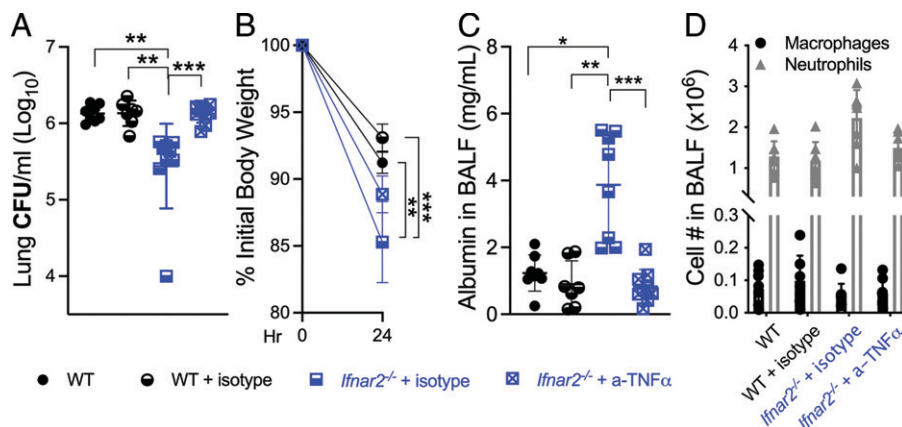 A
Lung CFU/ml (Log10)
7
6
5
4
**
**
***
B
% Initial Body Weight
100
95
90
85
80
Hr
0
24
**
***
C
Albumin in BALF (mg/mL)
8
6
4
2
0
*
**
***
D
Cell # in BALF (x10⁶)
4
3
2
1
0.3
0.2
0.1
0.0
Macrophages
Neutrophils
WT
WT + isotype
Ifnar2-/- + isotype
Ifnar2-/- + a-TNFα
WT
WT + isotype
Ifnar2-/- + isotype
Ifnar2-/- + a-TNFα